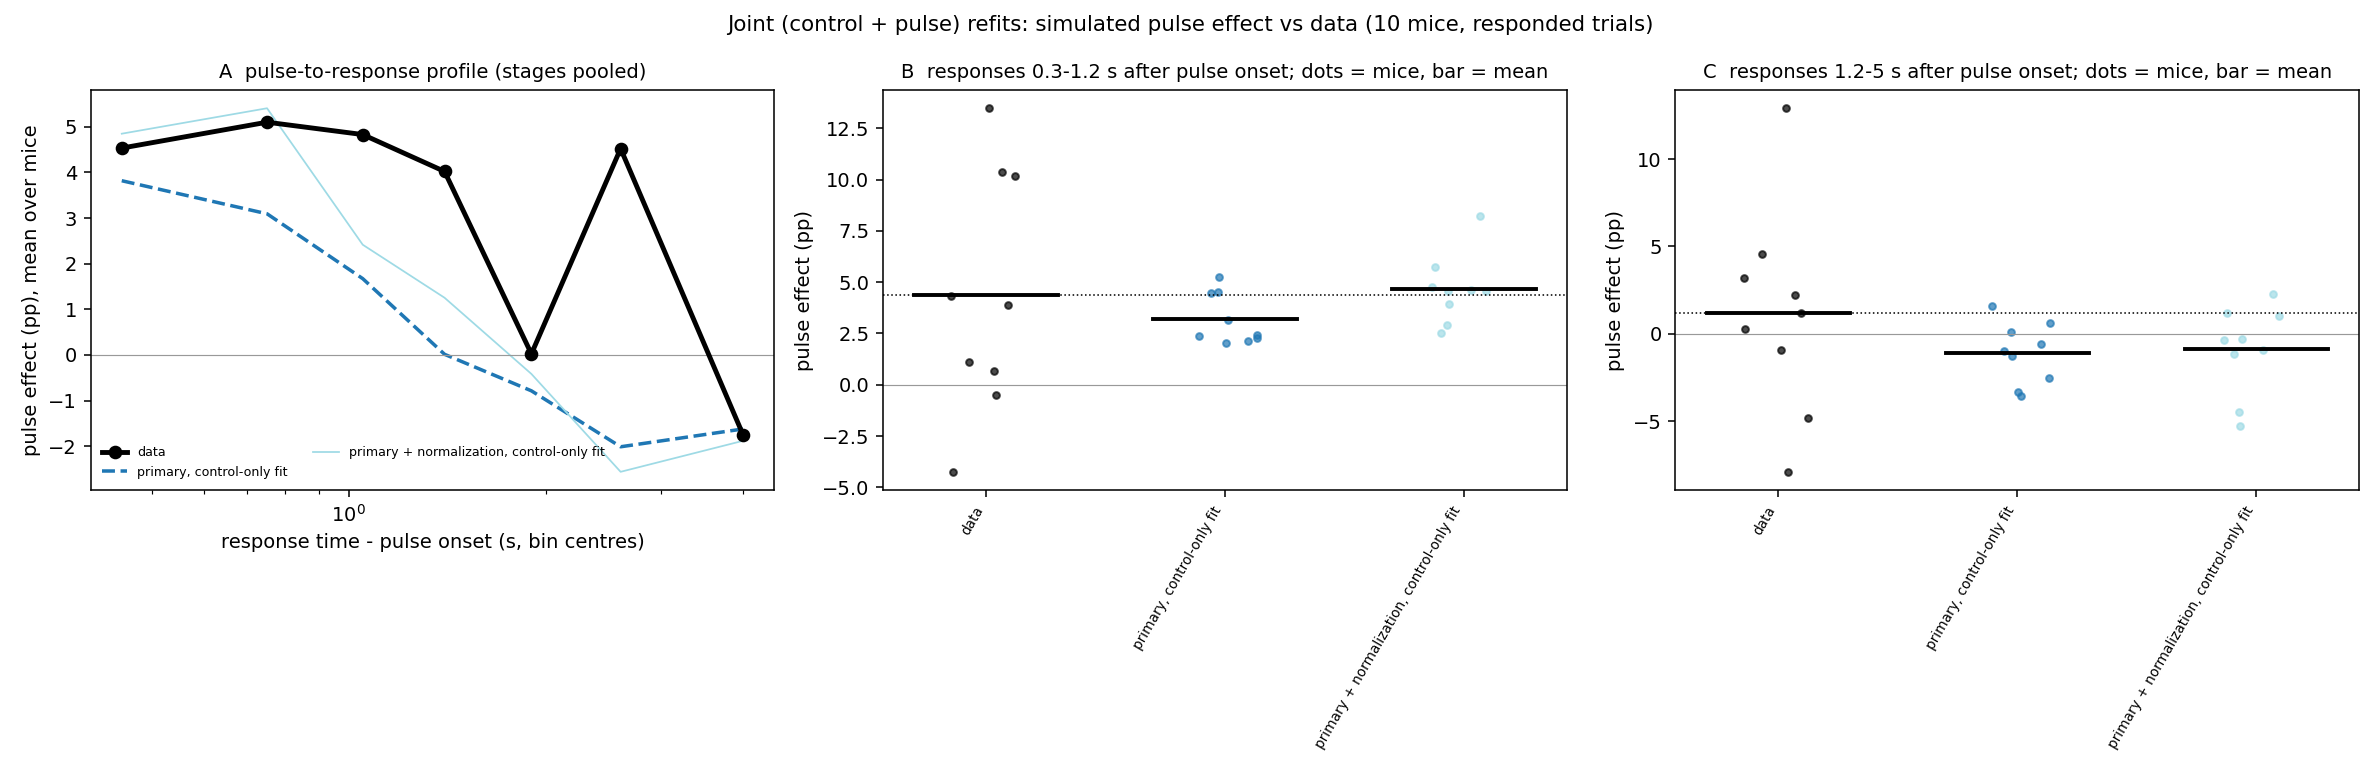 Joint (control + pulse) refits: simulated pulse effect vs data (10 mice, responded trials)
A  pulse-to-response profile (stages pooled)
pulse effect (pp), mean over mice
5
4
3
2
1
0
−1
−2
data
primary, control-only fit
primary + normalization, control-only fit
10⁰
response time - pulse onset (s, bin centres)
B  responses 0.3-1.2 s after pulse onset; dots = mice, bar = mean
pulse effect (pp)
12.5
10.0
7.5
5.0
2.5
0.0
−2.5
−5.0
data
primary, control-only fit
primary + normalization, control-only fit
C  responses 1.2-5 s after pulse onset; dots = mice, bar = mean
pulse effect (pp)
10
5
0
−5
data
primary, control-only fit
primary + normalization, control-only fit